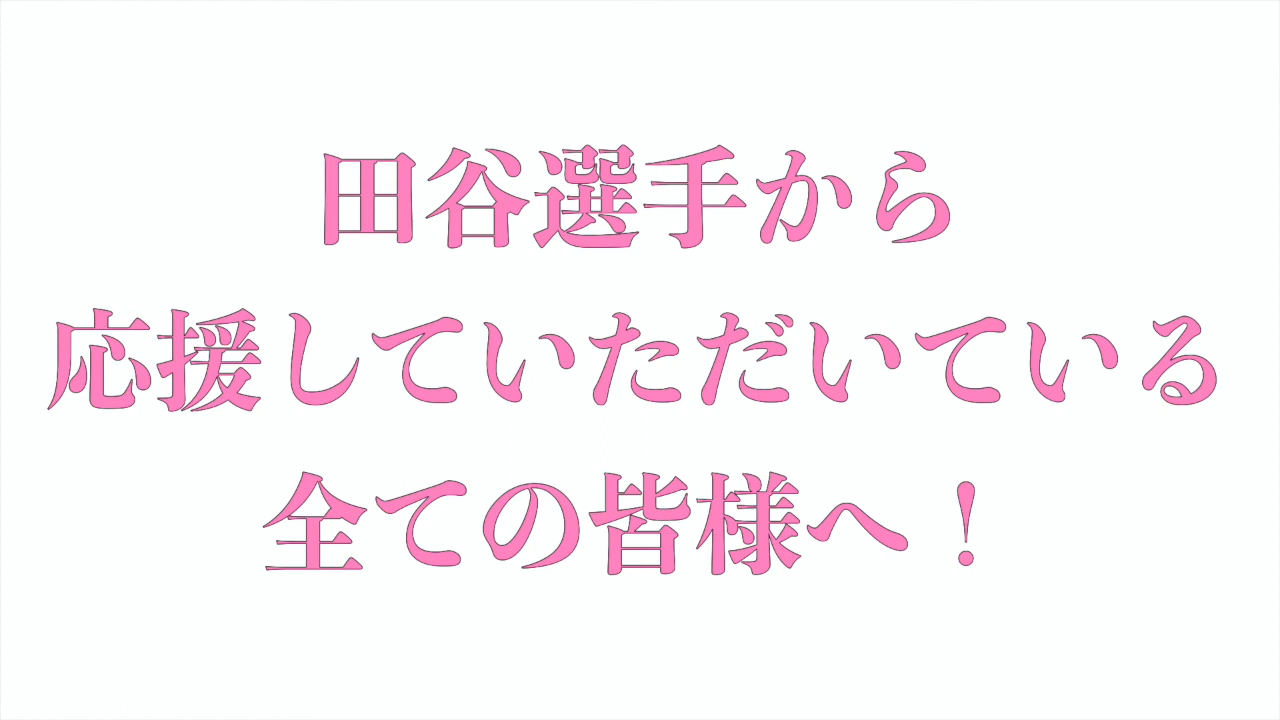 田谷選手から
応援していただいている
全ての皆様へ！